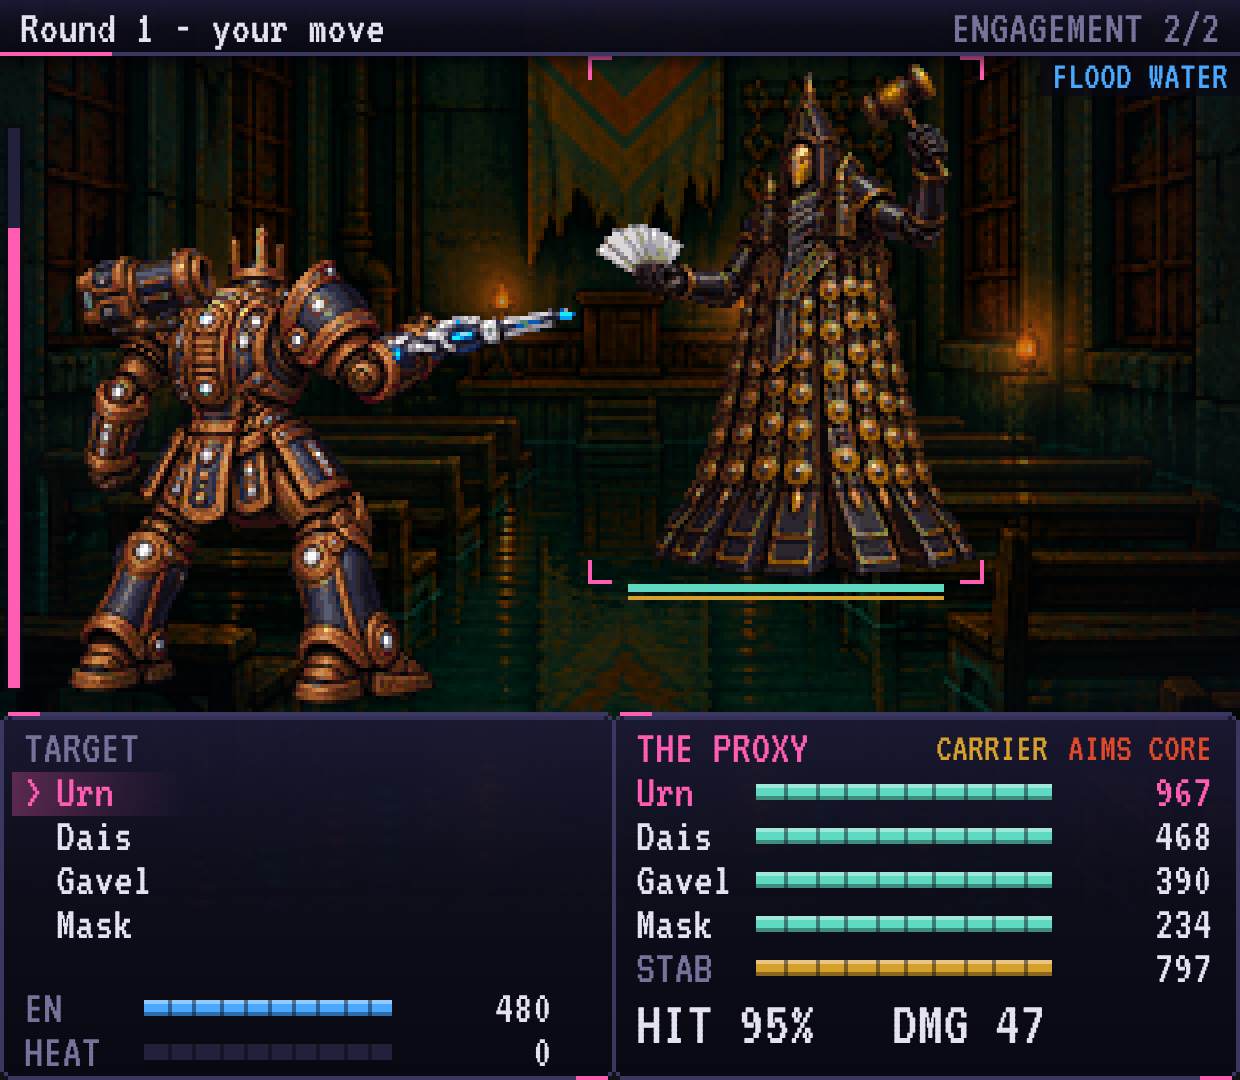 Round 1 - your move
ENGAGEMENT 2/2
FLOOD WATER
TARGET
> Urn
Dais
Gavel
Mask
EN 480
HEAT 0
THE PROXY CARRIER AIMS CORE
Urn 967
Dais 468
Gavel 390
Mask 234
STAB 797
HIT 95% DMG 47